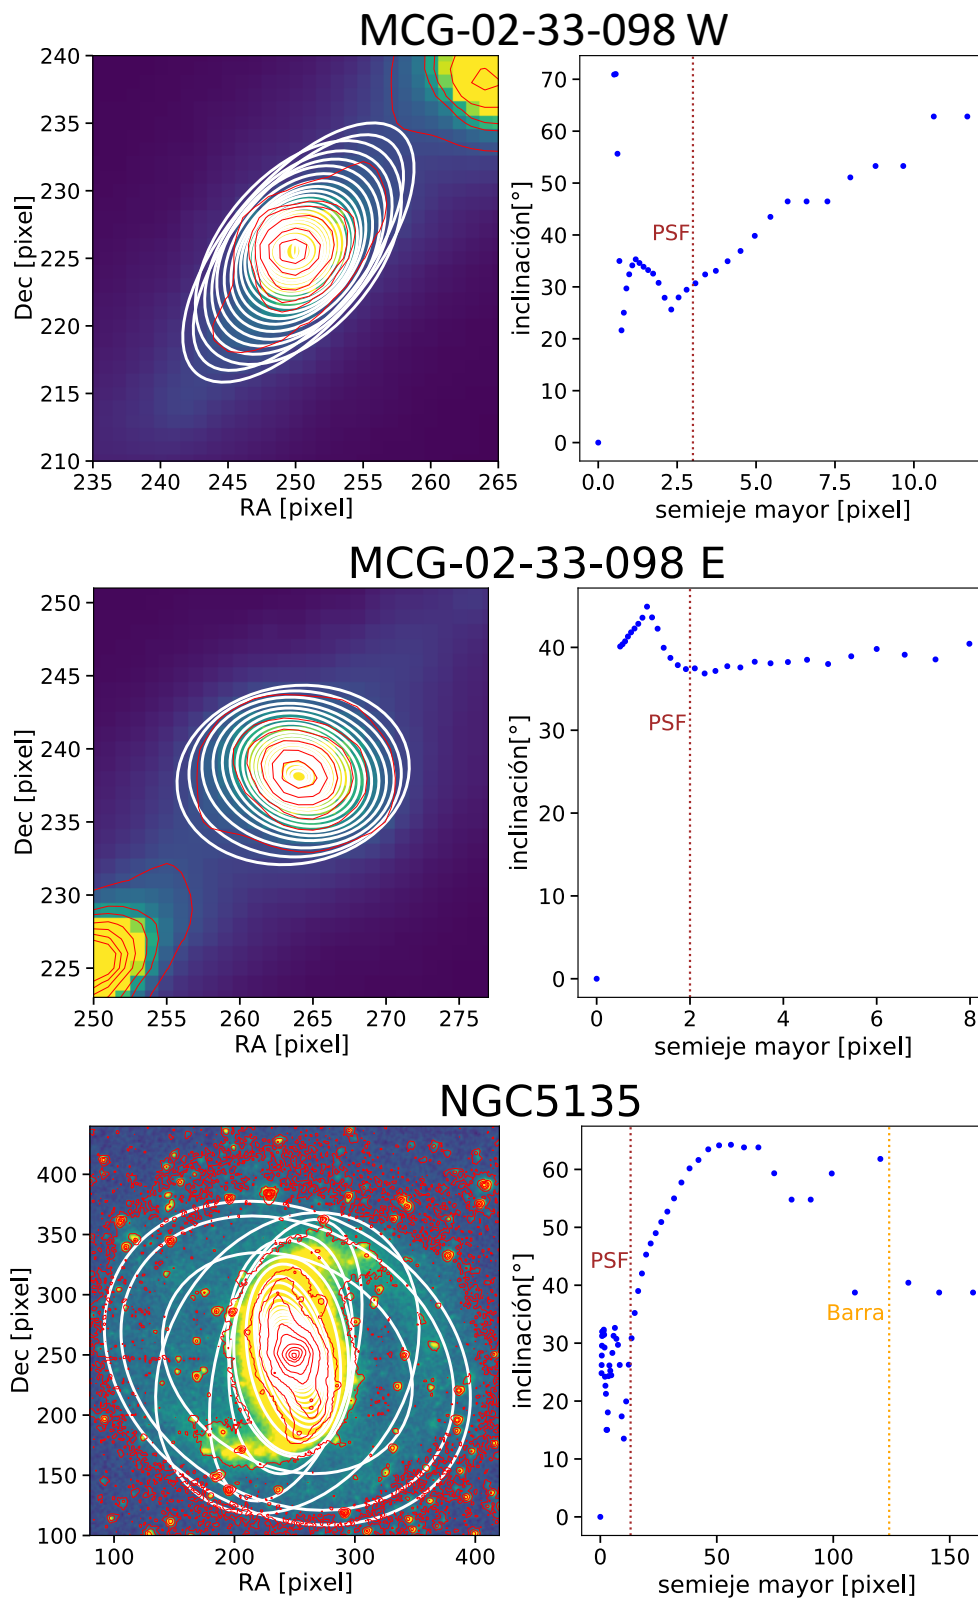 MCG-02-33-098 W
240
235
230
225
220
215
210
235 240 245 250 255 260 265
Dec [pixel]
RA [pixel]
70
60
50
40
30
20
10
0
0.0 2.5 5.0 7.5 10.0
inclinación[°]
PSF
semieje mayor [pixel]
MCG-02-33-098 E
250
245
240
235
230
225
250 255 260 265 270 275
Dec [pixel]
RA [pixel]
40
30
20
10
0
0 2 4 6 8
inclinación[°]
PSF
semieje mayor [pixel]
NGC5135
400
350
300
250
200
150
100
100 200 300 400
Dec [pixel]
RA [pixel]
60
50
40
30
20
10
0
0 50 100 150
inclinación[°]
PSF
Barra
semieje mayor [pixel]